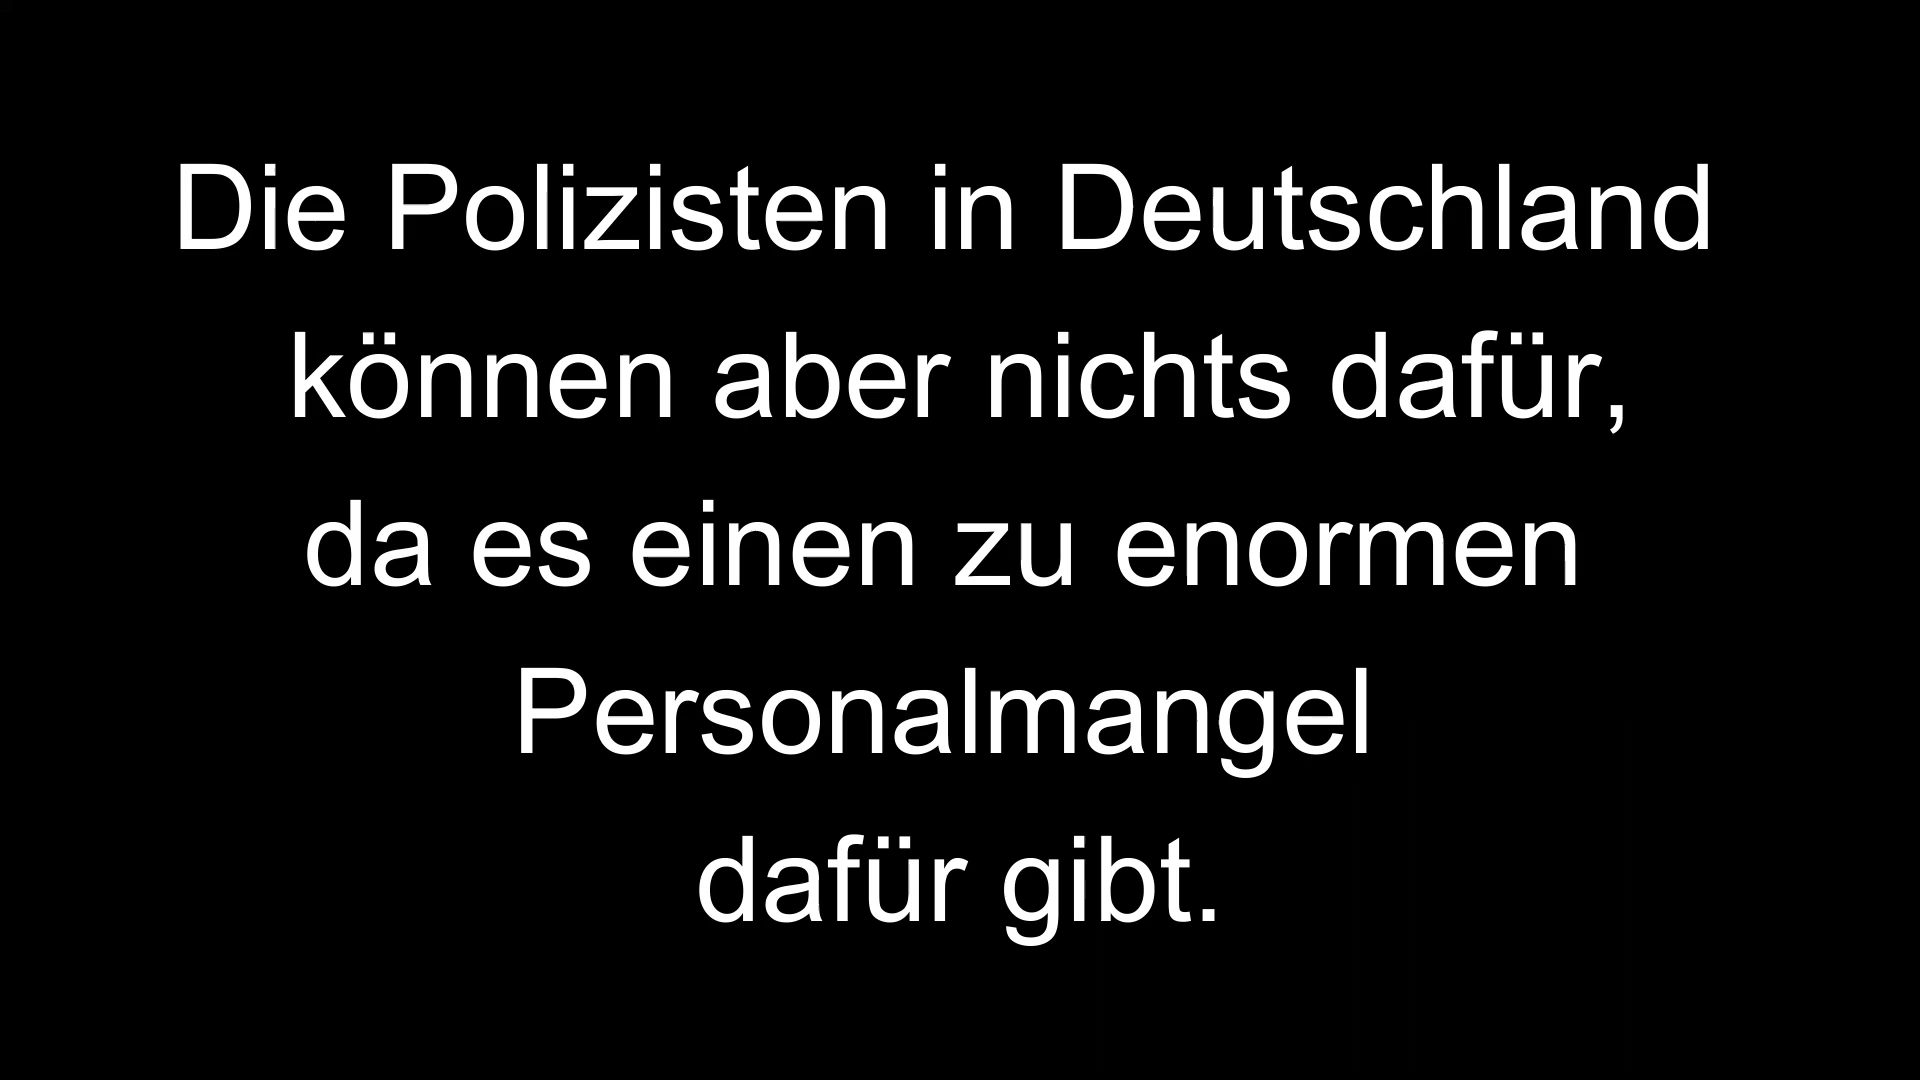 Die Polizisten in Deutschland
können aber nichts dafür,
da es einen zu enormen
Personalmangel
dafür gibt.